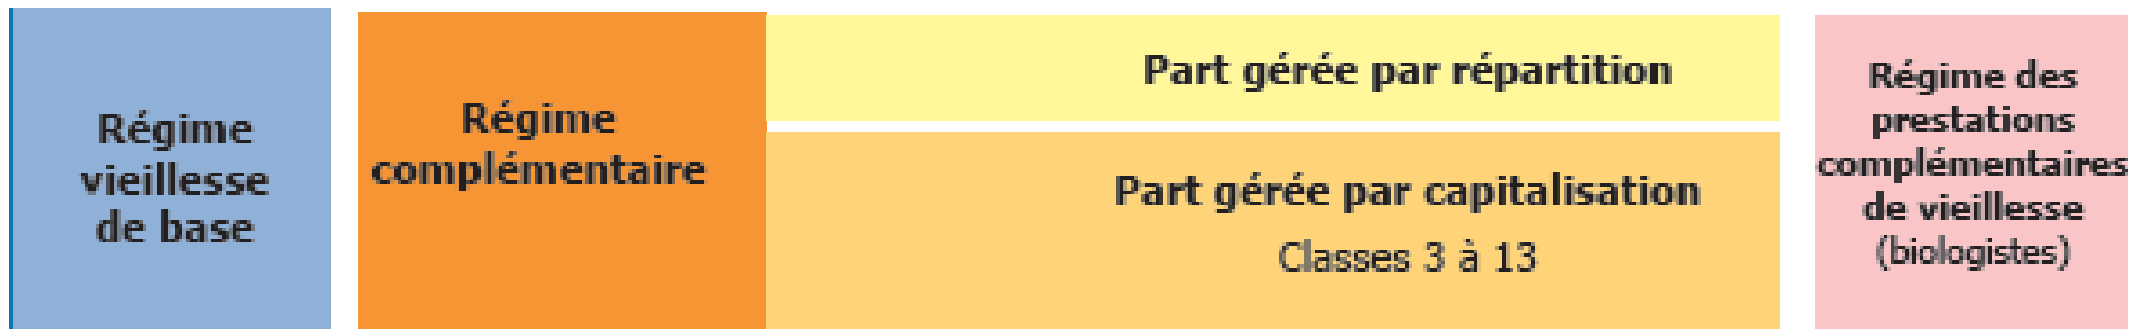 Régime
vieillesse
de base
Régime
complémentaire
Part gérée par répartition
Part gérée par capitalisation
Classes 3 à 13
Régime des
prestations
complémentaires
de vieillesse
(biologistes)